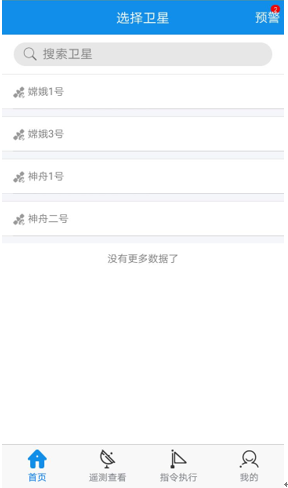 选择卫星
预警 2
搜索卫星
嫦娥1号
嫦娥3号
神舟1号
神舟二号
没有更多数据了
首页 遥测查看 指令执行 我的